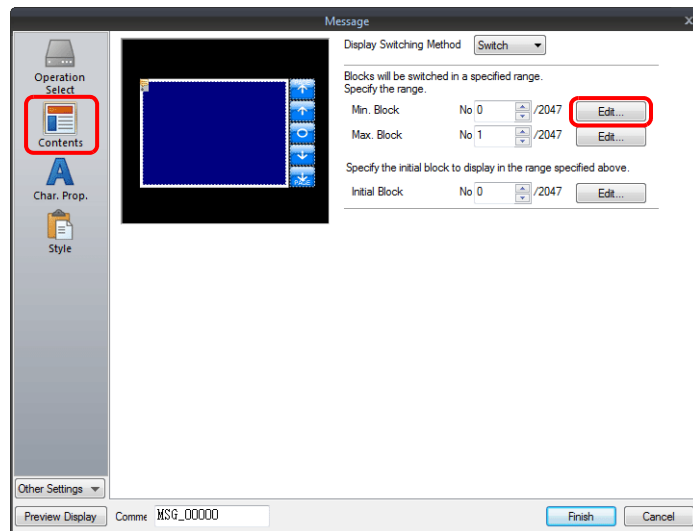 Message
Display Switching Method Switch
Operation
Select
Blocks will be switched in a specified range.
Specify the range.
Min. Block No 0 /2047 Edit...
Contents
Max. Block No 1 /2047 Edit...
Specify the initial block to display in the range specified above.
Char. Prop.
Initial Block No 0 /2047 Edit...
Style
PAGE
Other Settings
Preview Display Comme MSG_00000 Finish Cancel